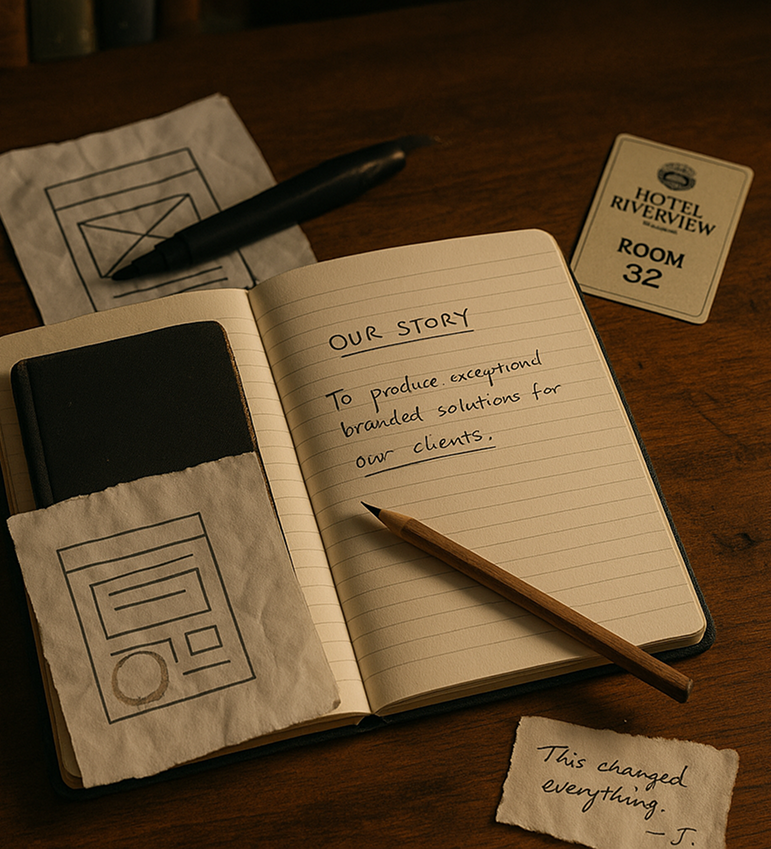 HOTEL
RIVERVIEW
ROOM
32
OUR STORY
To produce exceptiond
branded solutions for
our clients.
This changed
everything.
— J.